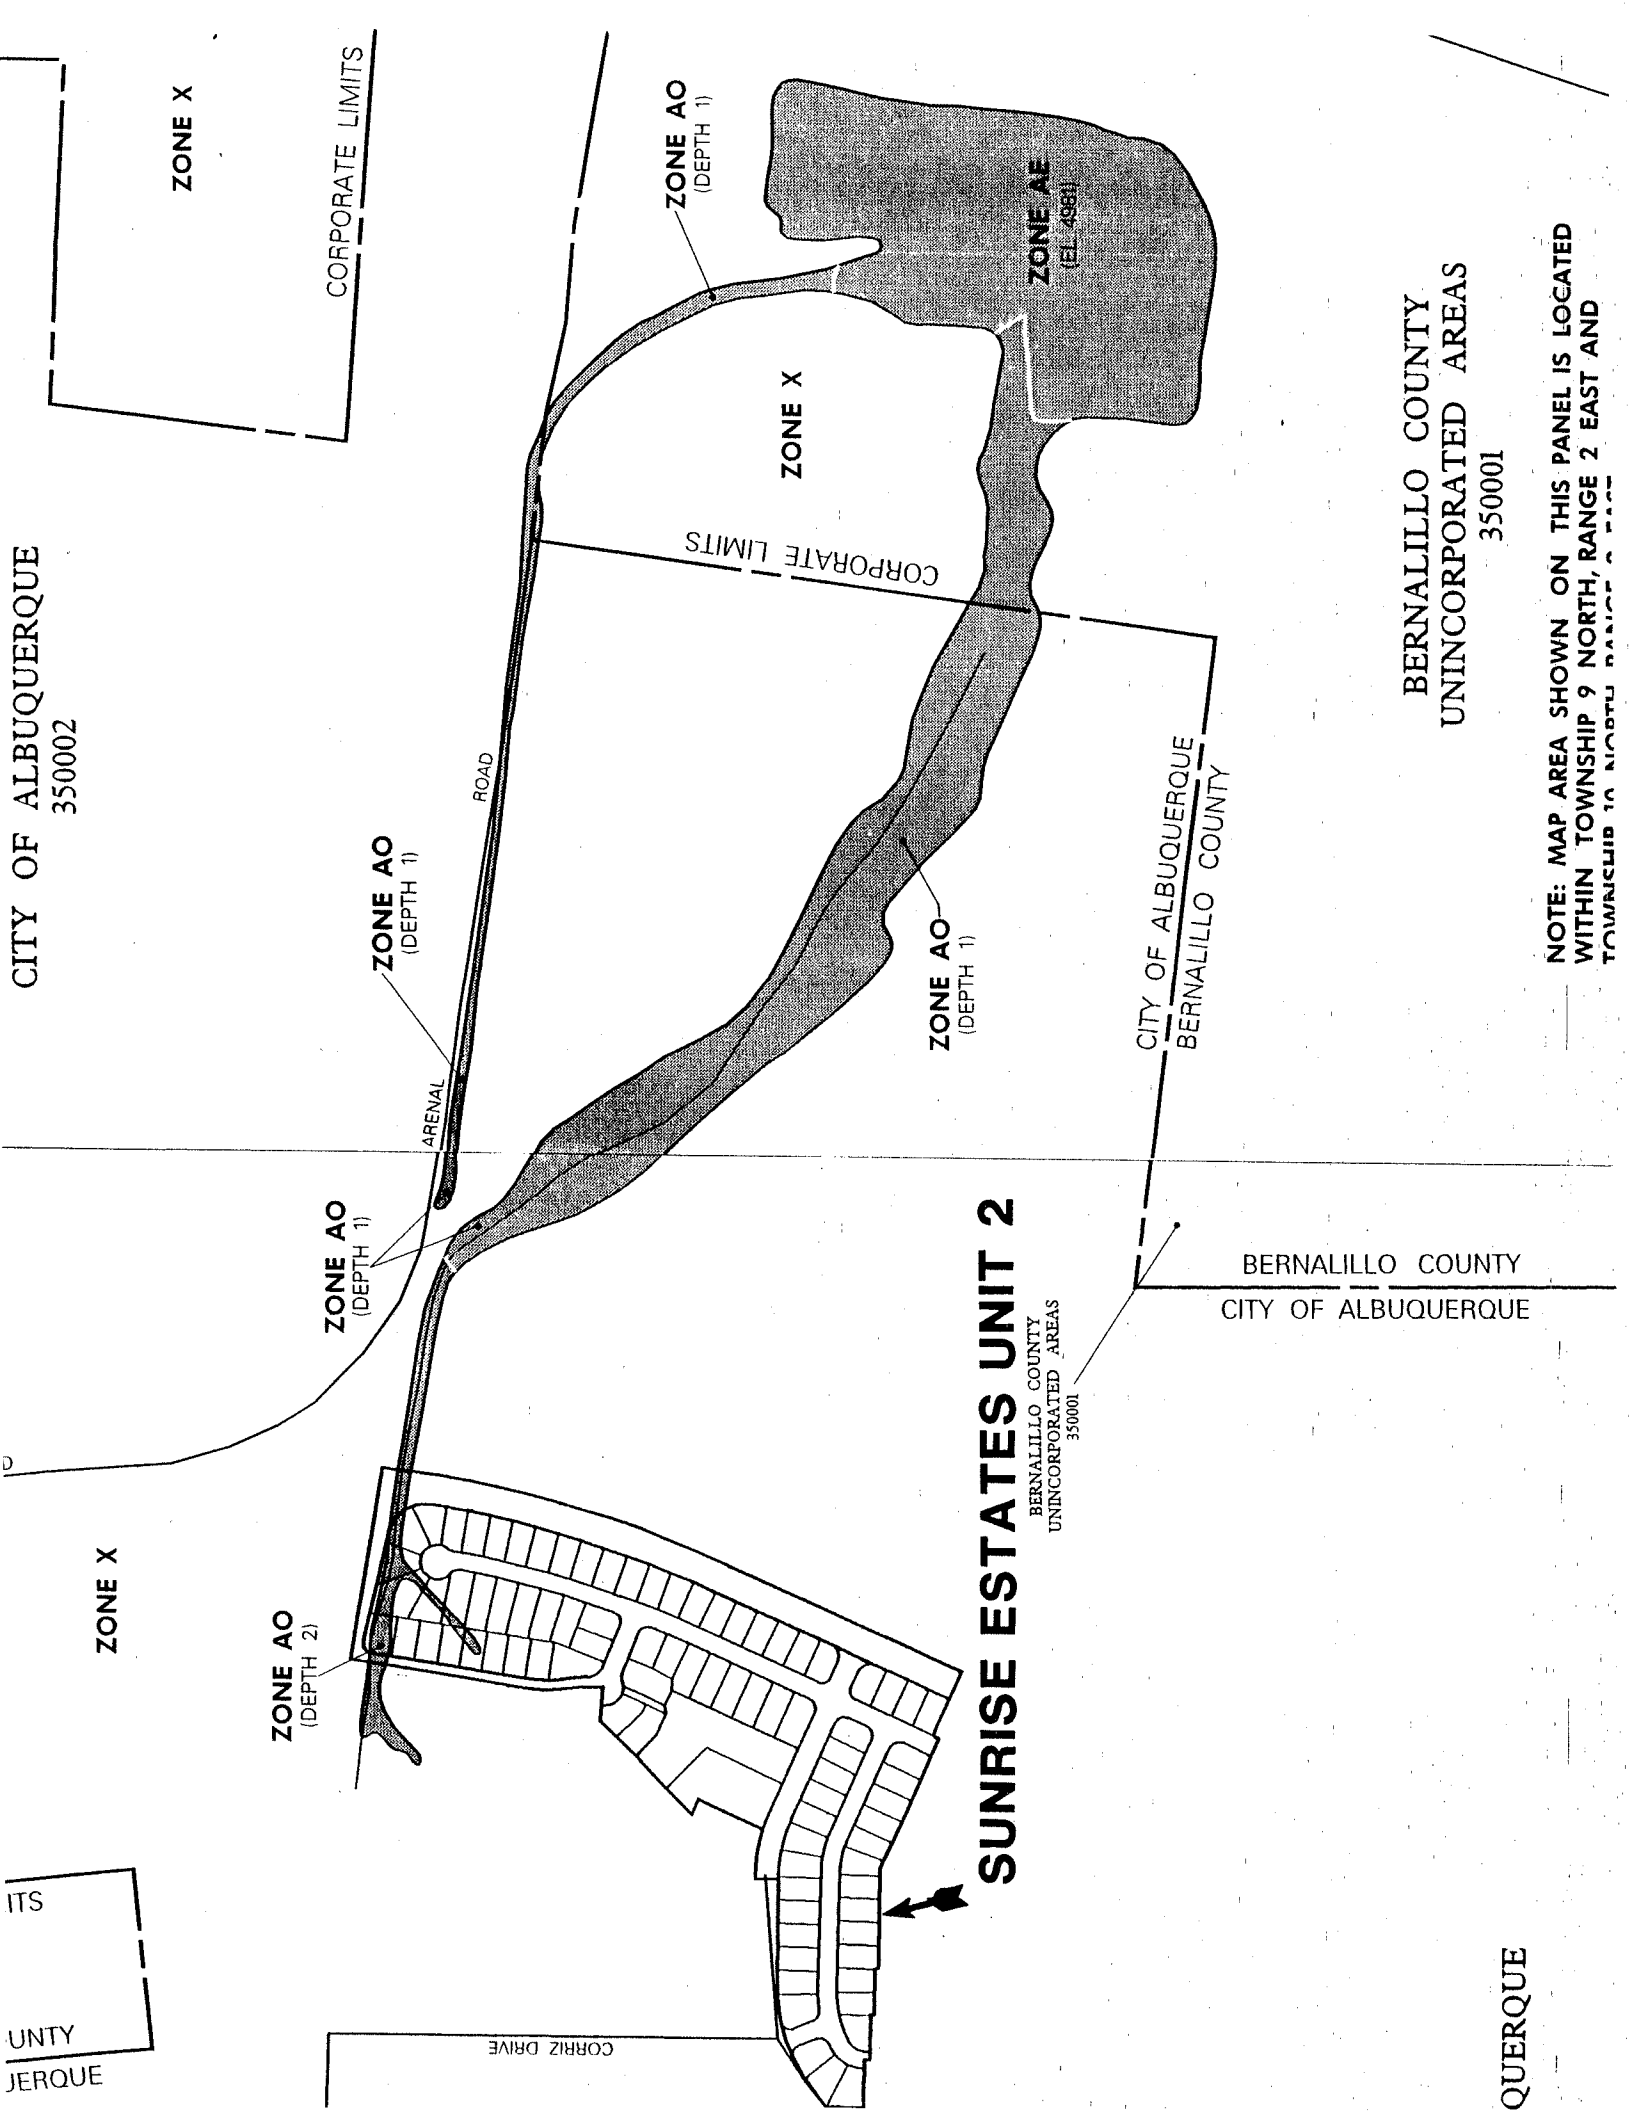 CITY OF ALBUQUERQUE
350002
ZONE X
CORPORATE LIMITS
ZONE AO
(DEPTH 1)
ZONE AE
(EL 4981)
ZONE X
CORPORATE LIMITS
ROAD
ARENAL
ZONE AO
(DEPTH 1)
ZONE AO
(DEPTH 1)
ZONE AO
(DEPTH 1)
ZONE AO
(DEPTH 2)
ZONE X
D
CITY OF ALBUQUERQUE
BERNALILLO COUNTY
BERNALILLO COUNTY
UNINCORPORATED AREAS
350001
NOTE: MAP AREA SHOWN ON THIS PANEL IS LOCATED
WITHIN TOWNSHIP 9 NORTH, RANGE 2 EAST AND
SUNRISE ESTATES UNIT 2
BERNALILLO COUNTY
UNINCORPORATED AREAS
350001
BERNALILLO COUNTY
CITY OF ALBUQUERQUE
ITS
UNTY
JERQUE
CORRIZ DRIVE
QUERQUE